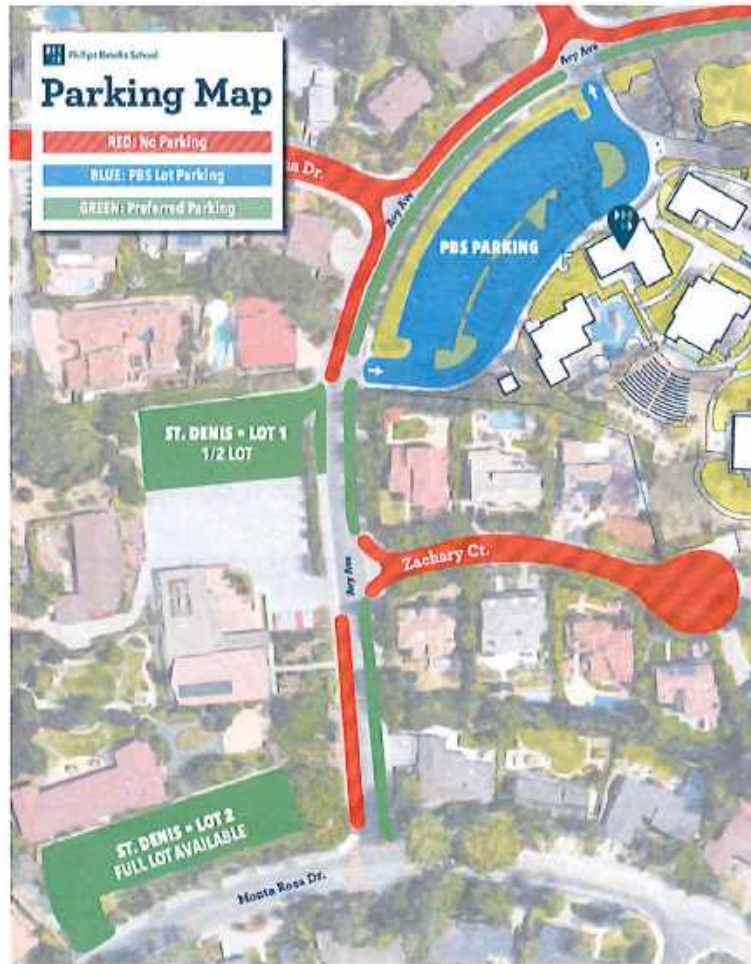 Phillips Brooks School
Parking Map
RED: No Parking
BLUE: PBS Lot Parking
GREEN: Preferred Parking
Avy Ave
Dr.
Avy Ave
PBS PARKING
ST. DENIS • LOT 1
1/2 LOT
Avy Ave
Zachary Ct.
ST. DENIS • LOT 2
FULL LOT AVAILABLE
Monta Rosa Dr.